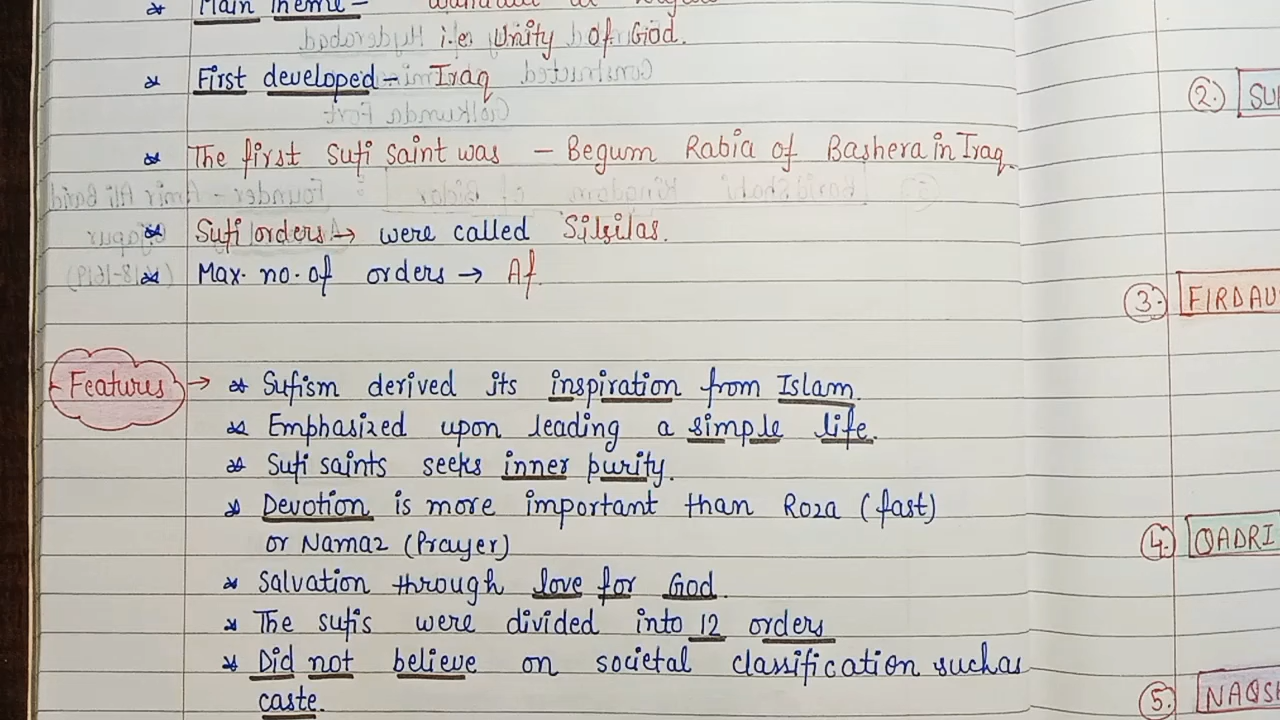 * Main Theme -
i.e. Unity of God.
* First developed - Iraq
* The first Sufi Saint was - Begum Rabia of Bashera in Iraq
* Sufi orders → were called Silsilas.
* Max. no. of orders → Af
Features → * Sufism derived its inspiration from Islam.
* Emphasized upon leading a simple life.
* Sufi saints seeks inner purity.
* Devotion is more important than Roza (fast)
or Namaz (Prayer)
* Salvation through love for God.
* The sufis were divided into 12 orders
* Did not believe on societal classification such as
caste.
② SU
③ FIRDAU
④ QADRI
⑤ NAQS